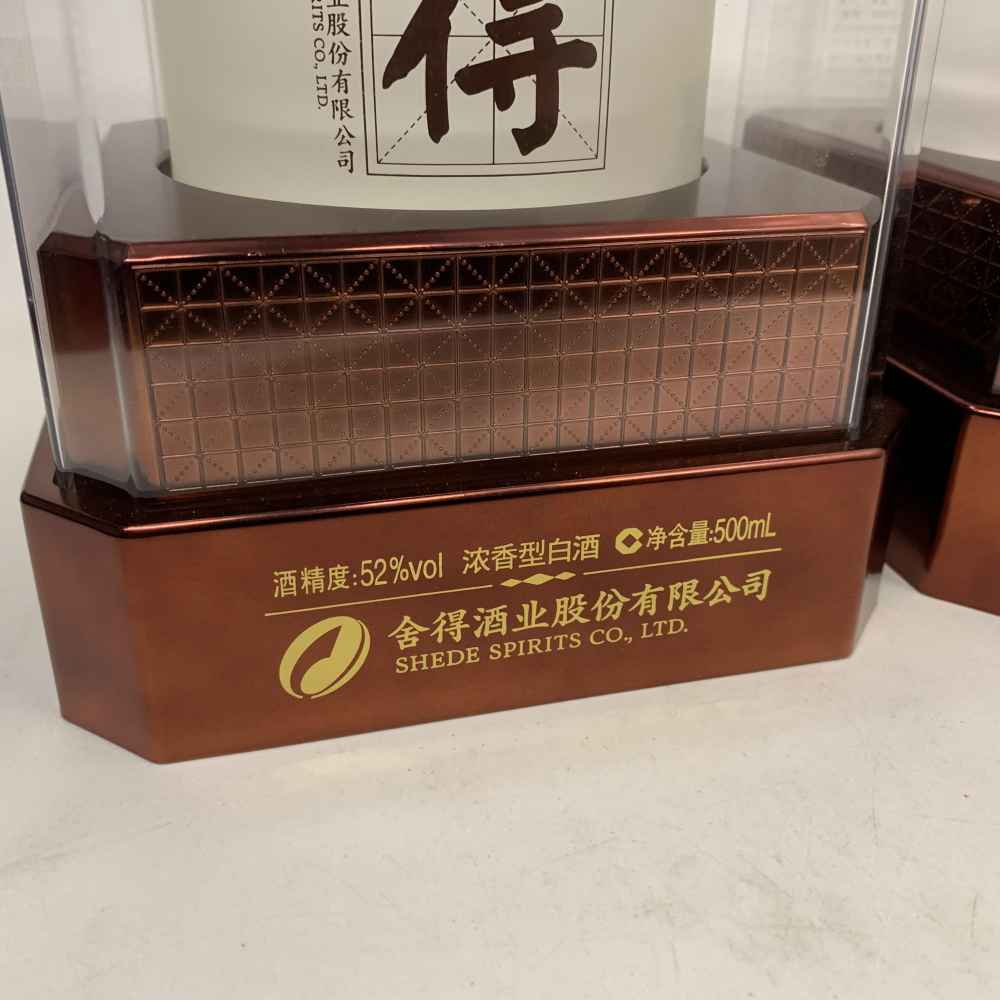 得
业股份有限公司
RITS CO., LTD.
酒精度:52%vol 浓香型白酒 C净含量:500mL
舍得酒业股份有限公司
SHEDE SPIRITS CO., LTD.